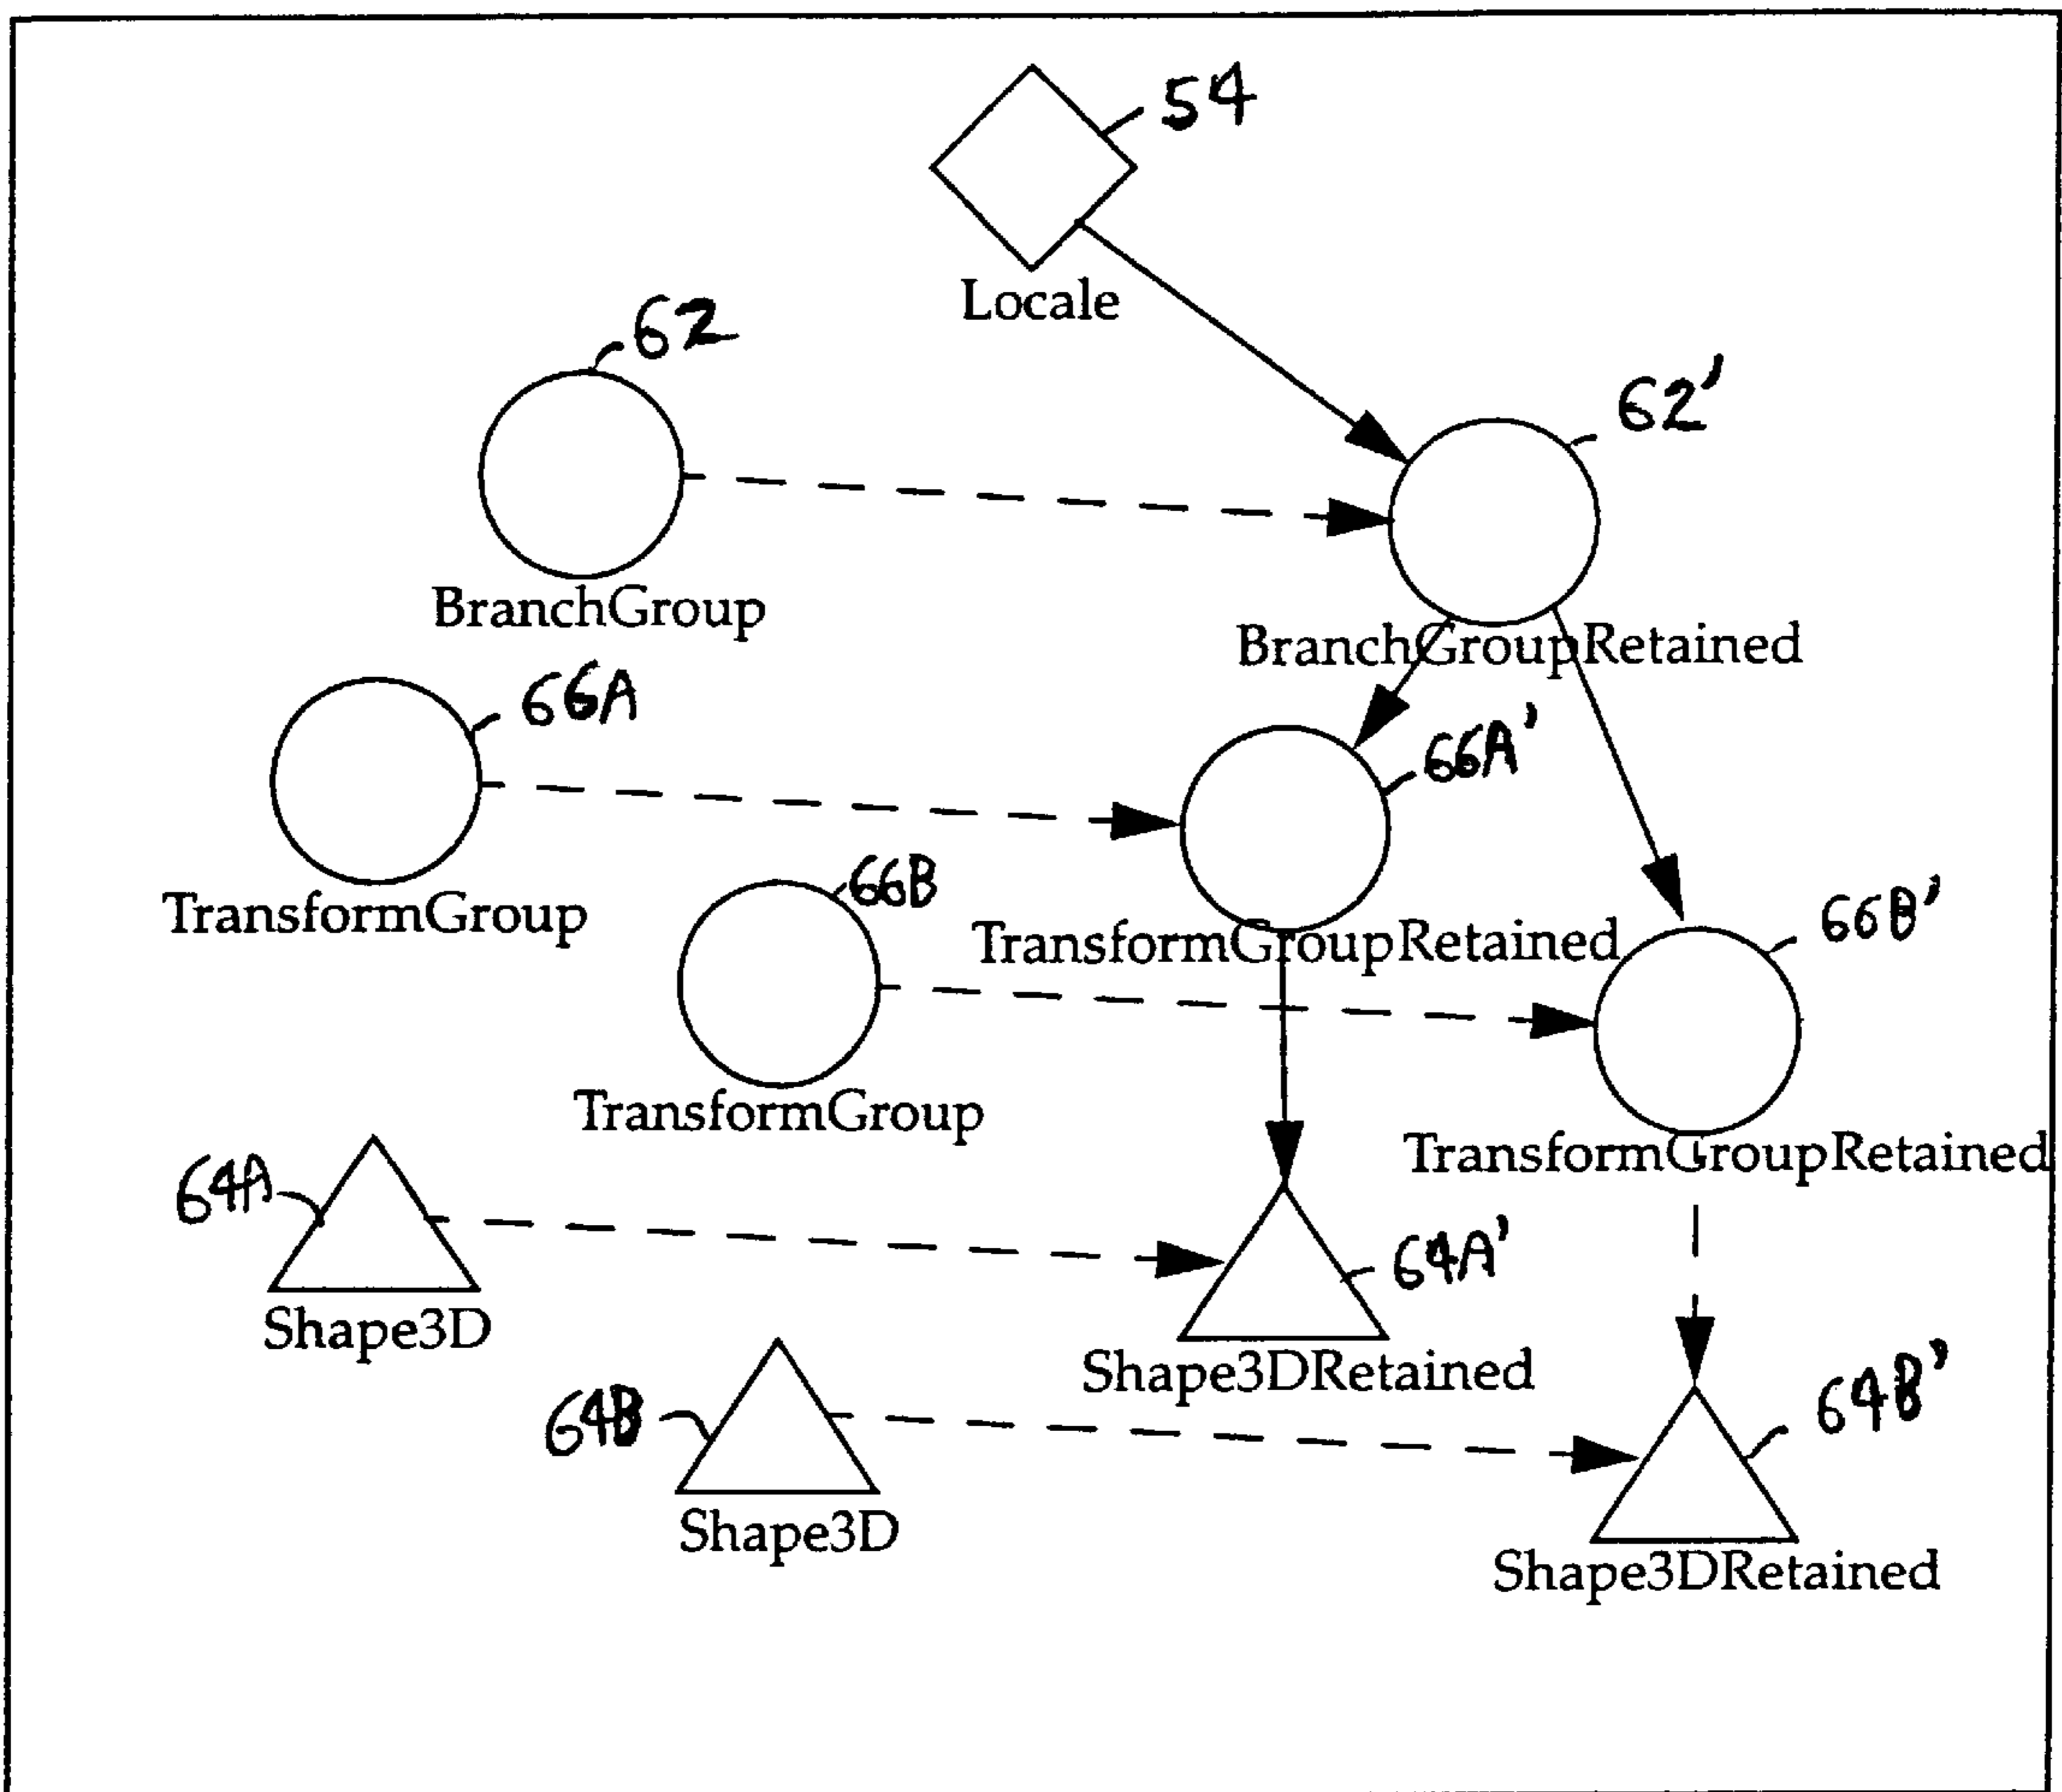 54
Locale
62
62'
BranchGroup
BranchGroupRetained
66A
66A'
TransformGroup
66B
TransformGroupRetained
66B'
TransformGroup
TransformGroupRetained
64A
64A'
Shape3D
Shape3DRetained
64B
64B'
Shape3D
Shape3DRetained